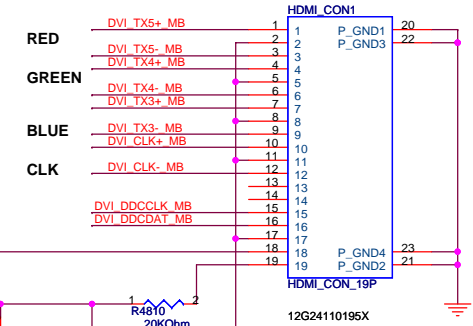 HDMI_CON1
DVI_TX5+_MB 1 1 P_GND1 20
RED 2 2 P_GND3 22
DVI_TX5-_MB 3 3
DVI_TX4+_MB 4 4
GREEN 5 5
DVI_TX4-_MB 6 6
DVI_TX3+_MB 7 7
8 8
BLUE DVI_TX3-_MB 9 9
DVI_CLK+_MB 10 10
11 11
CLK DVI_CLK-_MB 12 12
13 13
14 14
DVI_DDCCLK_MB 15 15
DVI_DDCDAT_MB 16 16
17 17
18 18 P_GND4 23
19 19 P_GND2 21
HDMI_CON_19P
1 2
R4810
20KOhm
12G24110195X